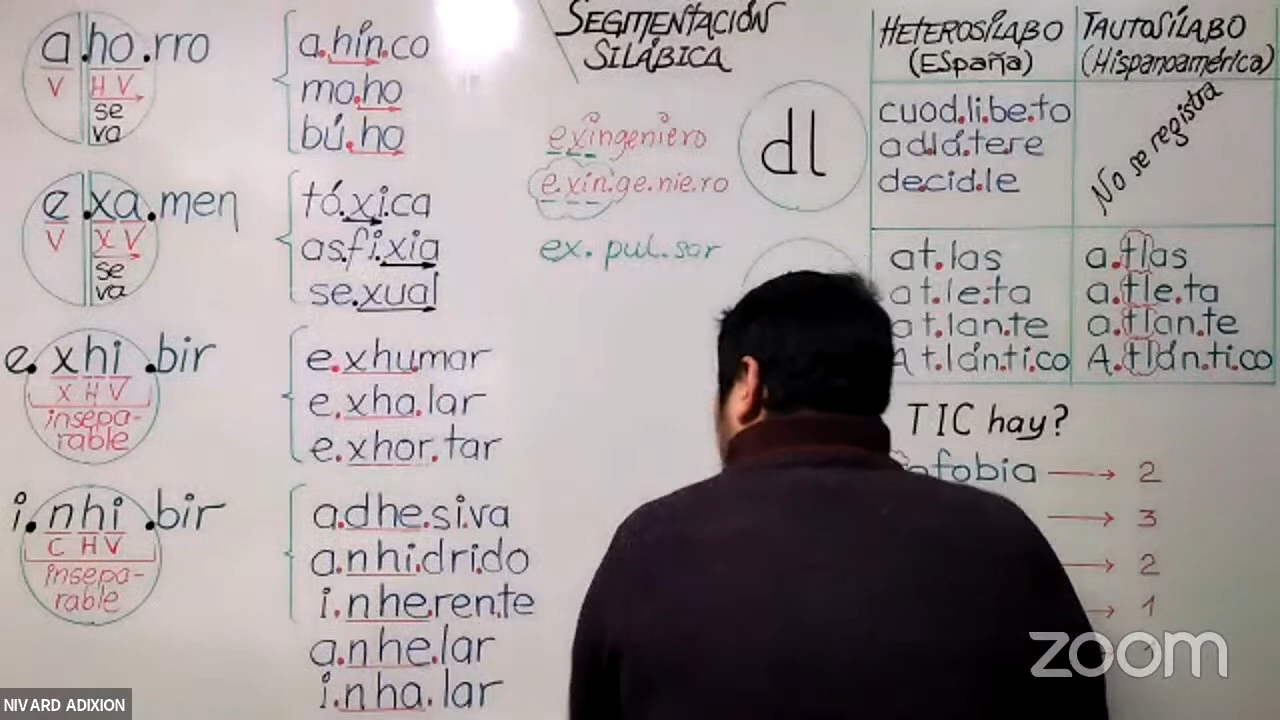 SEGMENTACIÓN
SILÁBICA
a.ho.rro
V H V
se
va
a.hín.co
mo.ho
bú.ho
e.xa.men
V X V
se
va
tó.xi.ca
as.fi.xia
se.xual
e.xhi.bir
X H V
insepa-
rable
e.xhumar
e.xha.lar
e.xhor.tar
i.nhi.bir
C H V
insepa-
rable
a.dhe.si.va
a.nhi.dri.do
i.nhe.ren.te
a.nhe.lar
i.nha.lar
exingeniero
e.xin.ge.nie.ro
ex.pul.sar
dl
HETEROSÍLABO
(España)
TAUTOSÍLABO
(Hispanoamérica)
cuod.li.be.to
ad.lá.te.re
de.cid.le
No se registra
at.las
at.le.ta
at.lan.te
At.lán.ti.co
a.tlas
a.tle.ta
a.tlan.te
A.tlán.ti.co
TIC hay?
fobia → 2
→ 3
→ 2
→ 1
zoom
NIVARD ADIXION